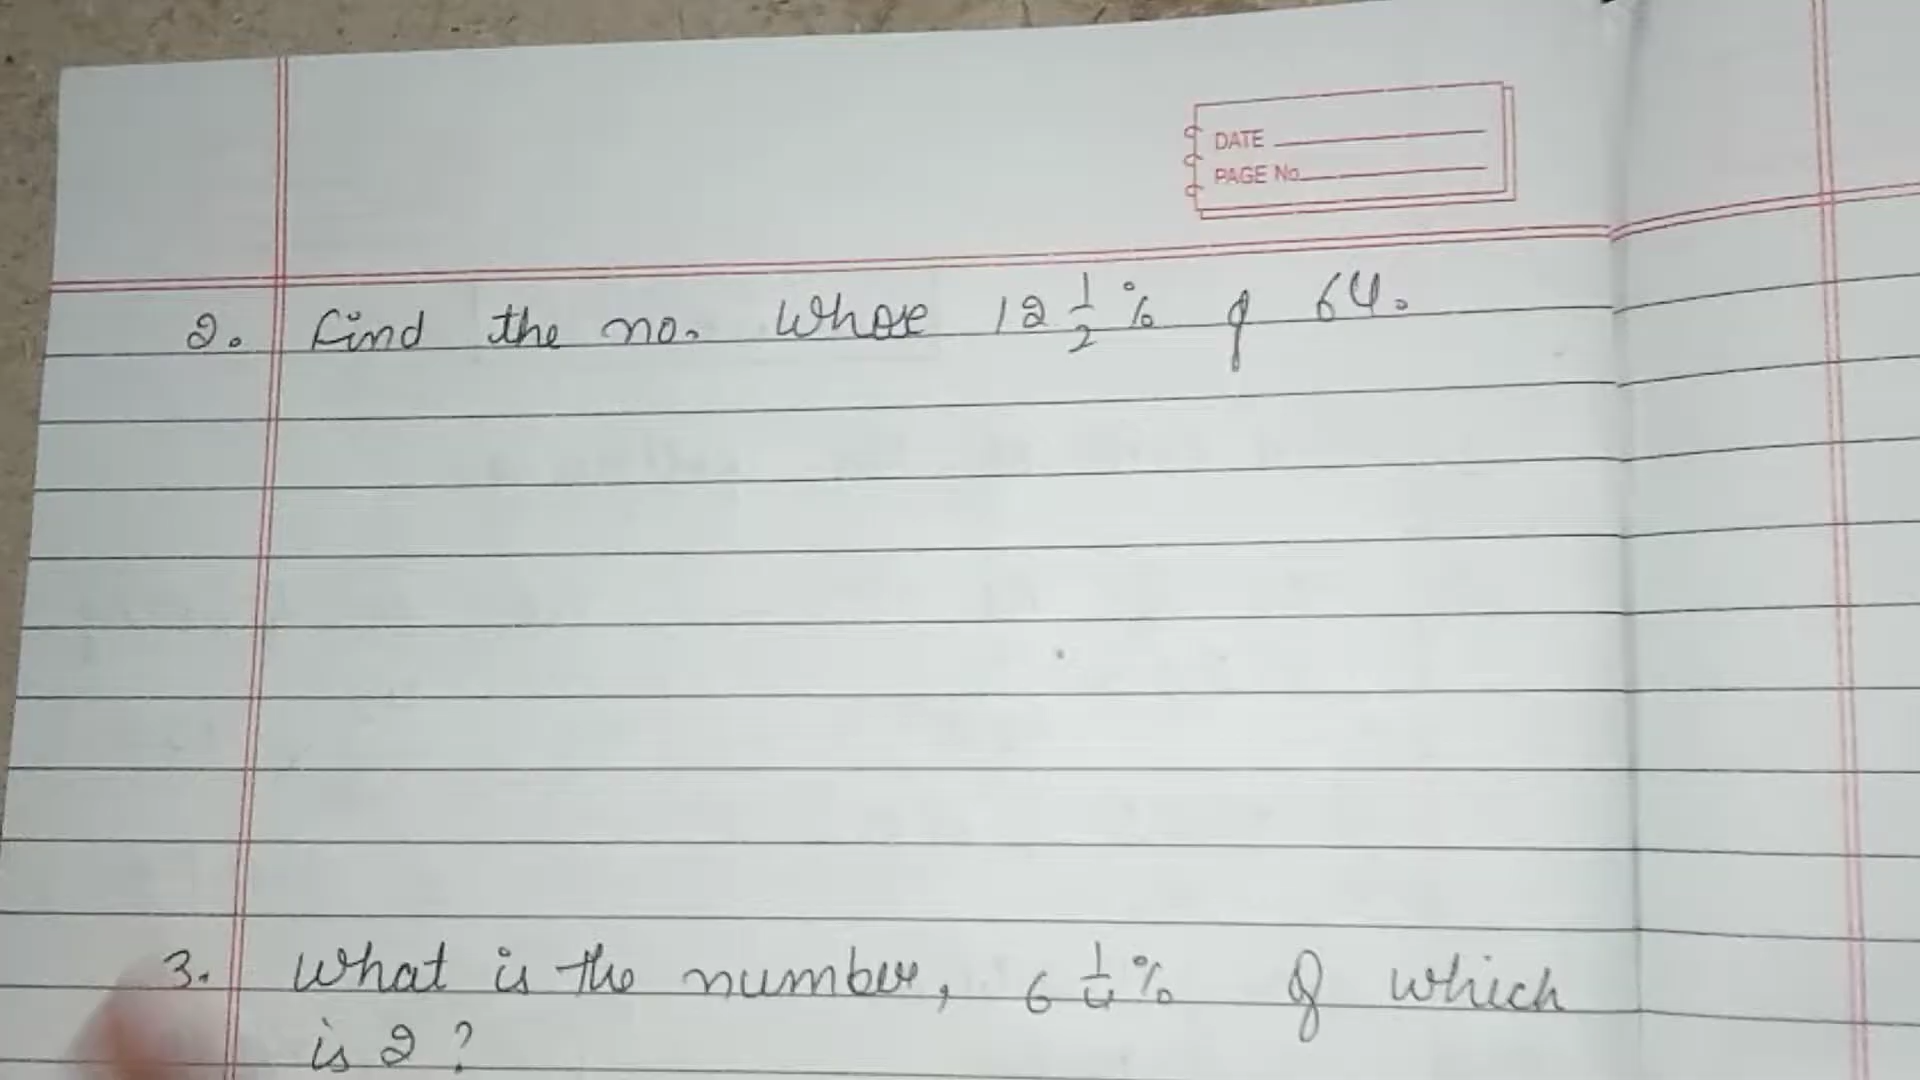 DATE
PAGE No.
2. Find the no. whose 12 1/2 % of 64.
3. What is the number, 6 1/4 % of which
is 2 ?